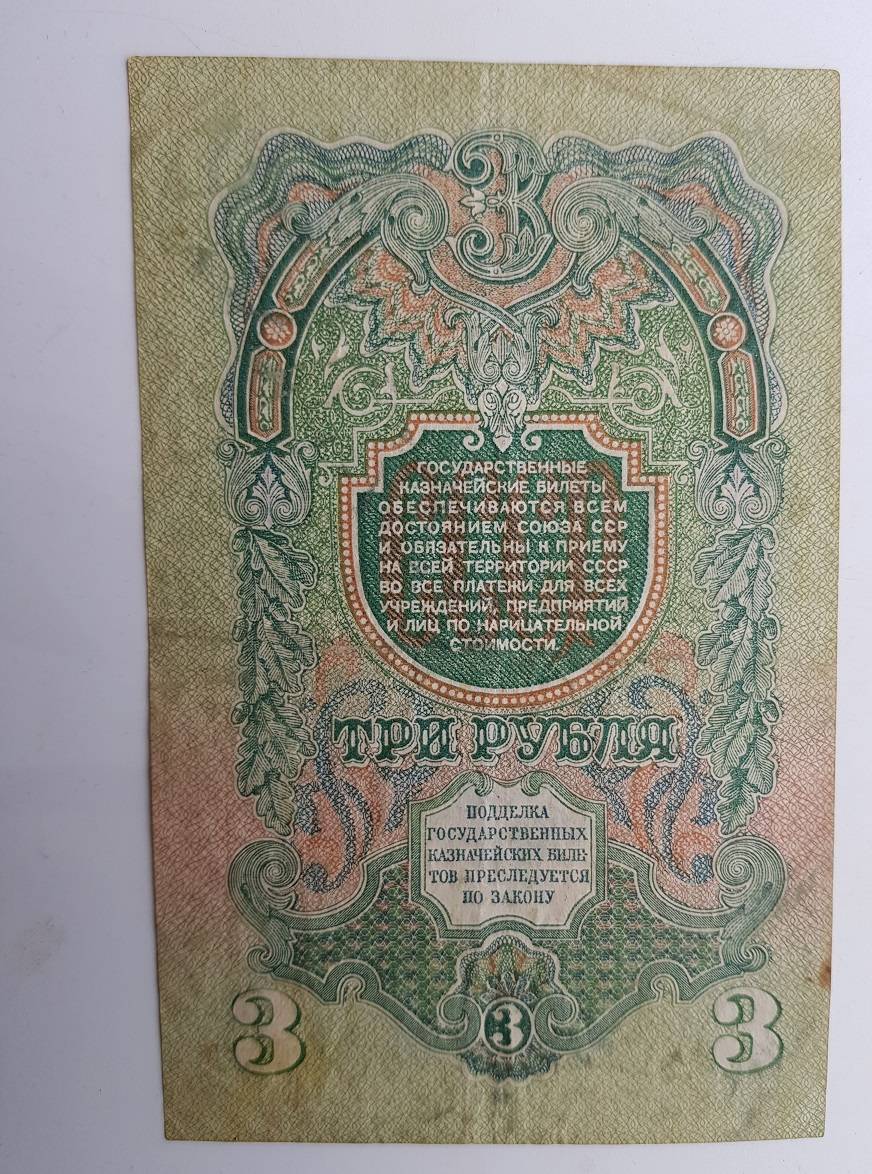 3
ГОСУДАРСТВЕННЫЕ
КАЗНАЧЕЙСКИЕ БИЛЕТЫ
ОБЕСПЕЧИВАЮТСЯ ВСЕМ
ДОСТОЯНИЕМ СОЮЗА ССР
И ОБЯЗАТЕЛЬНЫ К ПРИЕМУ
НА ВСЕЙ ТЕРРИТОРИИ СССР
ВО ВСЕ ПЛАТЕЖИ ДЛЯ ВСЕХ
УЧРЕЖДЕНИЙ, ПРЕДПРИЯТИЙ
И ЛИЦ ПО НАРИЦАТЕЛЬНОЙ
СТОИМОСТИ.
ТРИ РУБЛЯ
ПОДДЕЛКА
ГОСУДАРСТВЕННЫХ
КАЗНАЧЕЙСКИХ БИЛЕ-
ТОВ ПРЕСЛЕДУЕТСЯ
ПО ЗАКОНУ
3 3 3